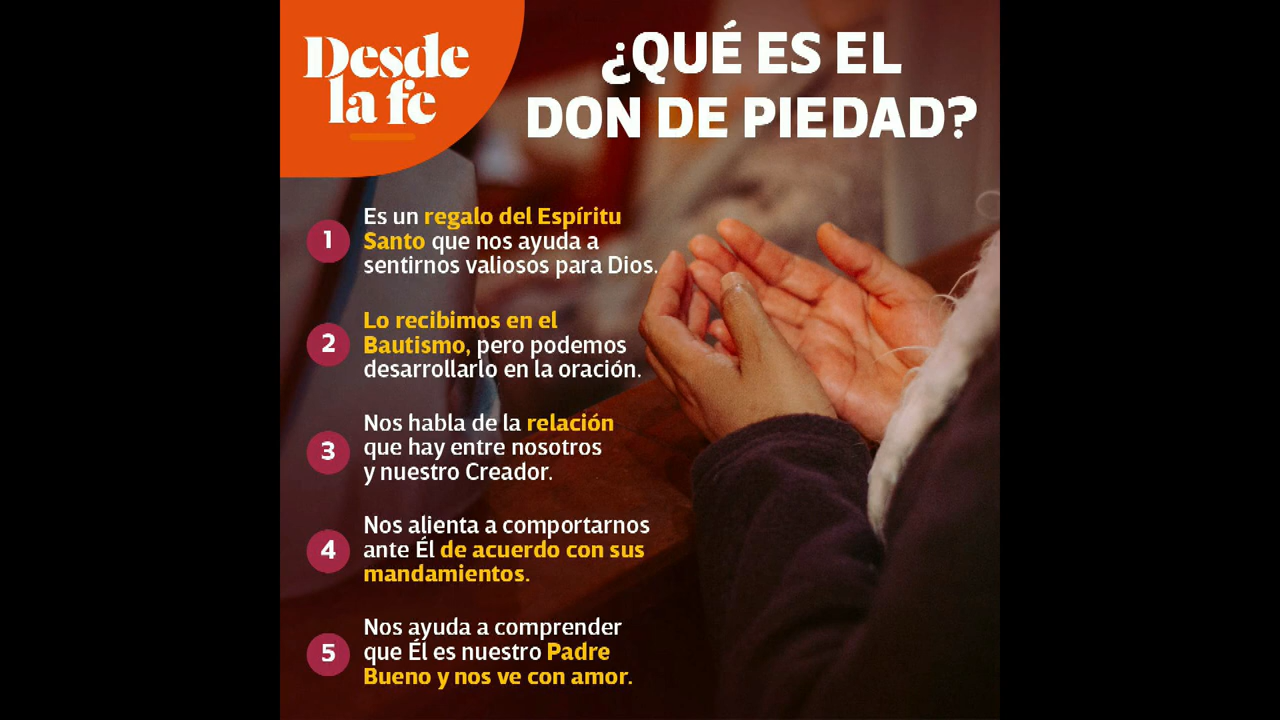 Desde
la fe
¿QUÉ ES EL
DON DE PIEDAD?
1
Es un regalo del Espíritu
Santo que nos ayuda a
sentirnos valiosos para Dios.
2
Lo recibimos en el
Bautismo, pero podemos
desarrollarlo en la oración.
3
Nos habla de la relación
que hay entre nosotros
y nuestro Creador.
4
Nos alienta a comportarnos
ante Él de acuerdo con sus
mandamientos.
5
Nos ayuda a comprender
que Él es nuestro Padre
Bueno y nos ve con amor.